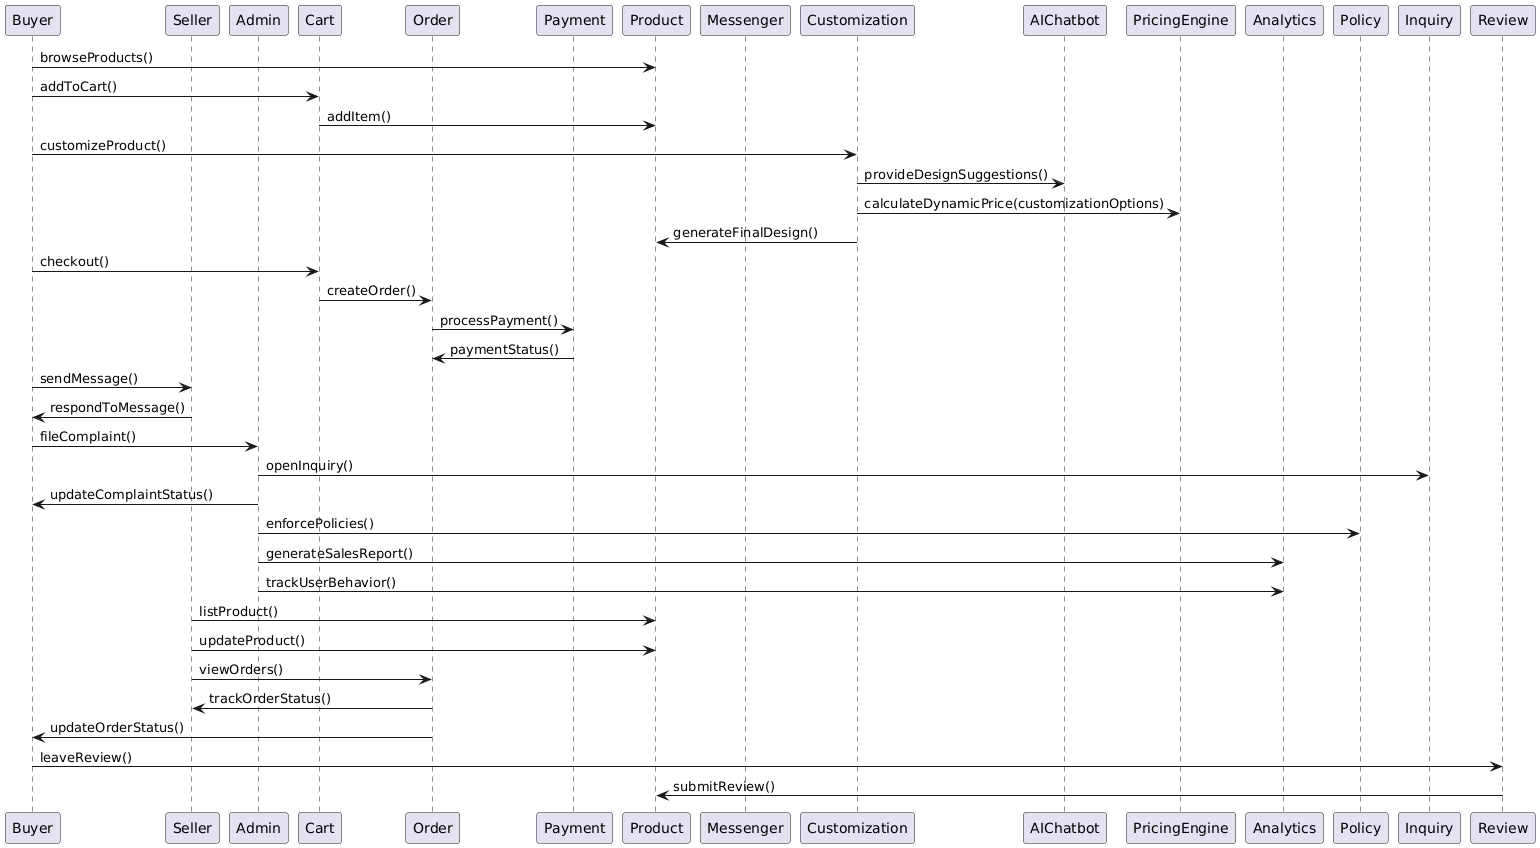 Buyer Seller Admin Cart Order Payment Product Messenger Customization AIChatbot PricingEngine Analytics Policy Inquiry Review
browseProducts()
addToCart()
addItem()
customizeProduct()
provideDesignSuggestions()
calculateDynamicPrice(customizationOptions)
generateFinalDesign()
checkout()
createOrder()
processPayment()
paymentStatus()
sendMessage()
respondToMessage()
fileComplaint()
openInquiry()
updateComplaintStatus()
enforcePolicies()
generateSalesReport()
trackUserBehavior()
listProduct()
updateProduct()
viewOrders()
trackOrderStatus()
updateOrderStatus()
leaveReview()
submitReview()
Buyer Seller Admin Cart Order Payment Product Messenger Customization AIChatbot PricingEngine Analytics Policy Inquiry Review